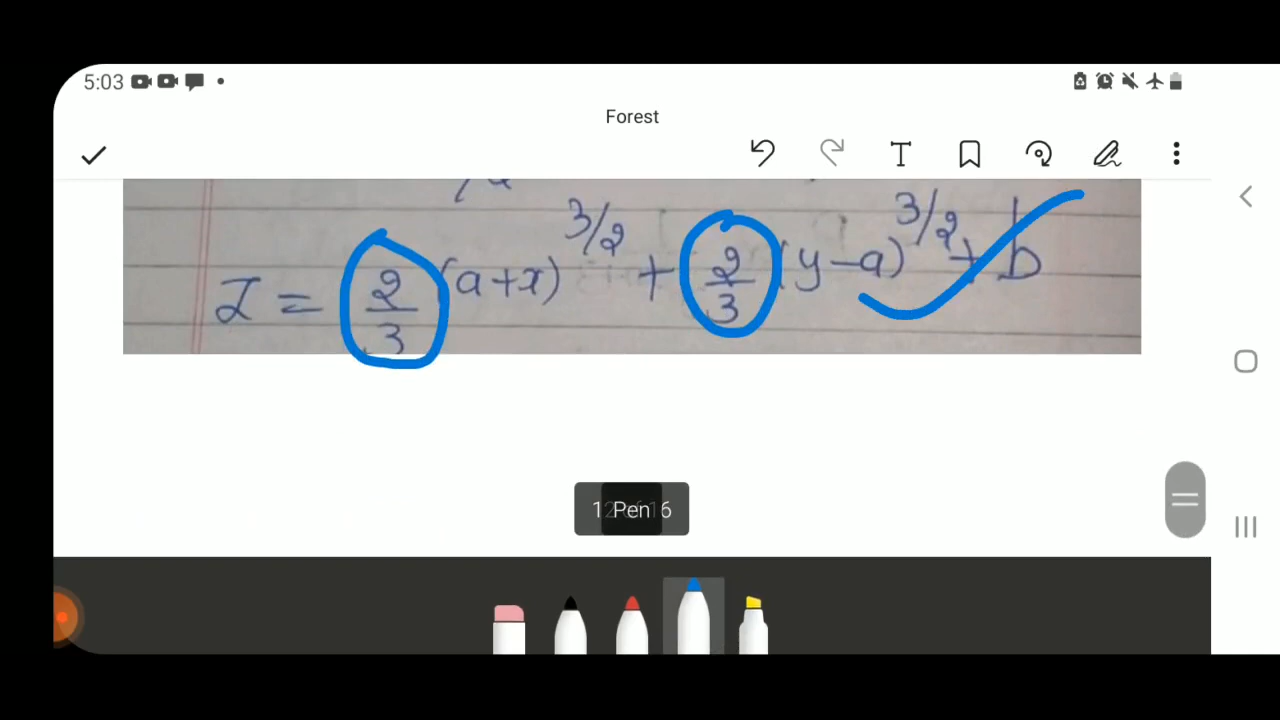 5:03
Forest
z = 2/3 (a+x)^3/2 + 2/3 (y-a)^3/2 + b
Pen